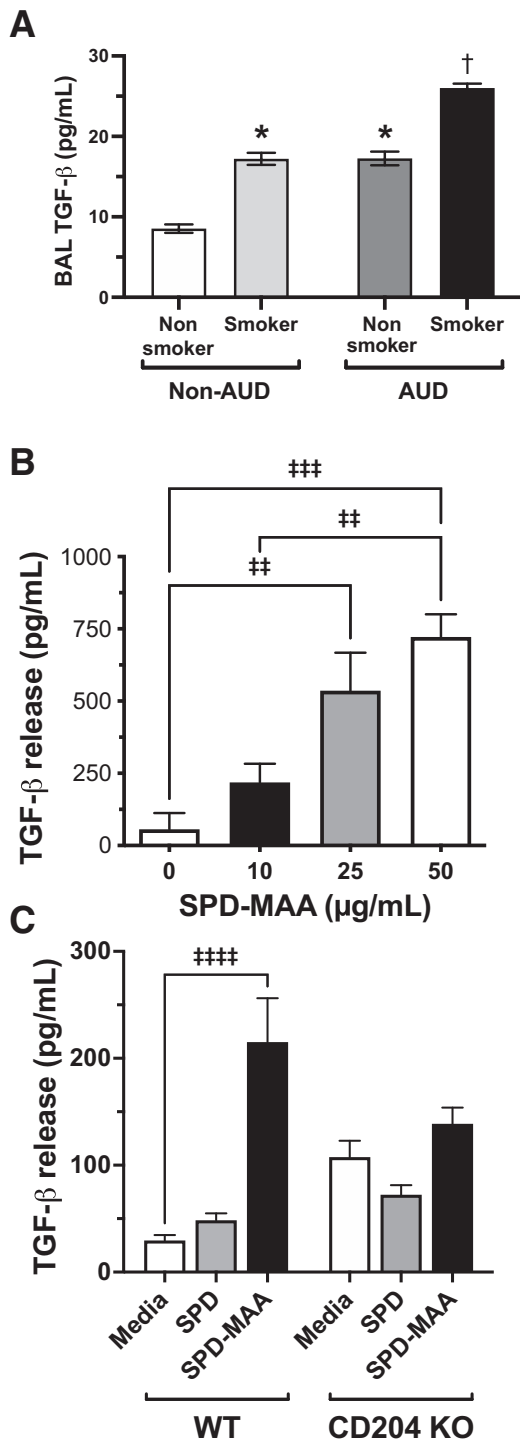 A
BAL TGF-β (pg/mL)
30
20
10
0
*
*
†
Non
smoker
Smoker
Non
smoker
Smoker
Non-AUD
AUD
B
TGF-β release (pg/mL)
1000
750
500
250
0
‡‡‡
‡‡
‡‡
0
10
25
50
SPD-MAA (µg/mL)
C
TGF-β release (pg/mL)
300
200
100
0
‡‡‡‡
Media
SPD
SPD-MAA
Media
SPD
SPD-MAA
WT
CD204 KO